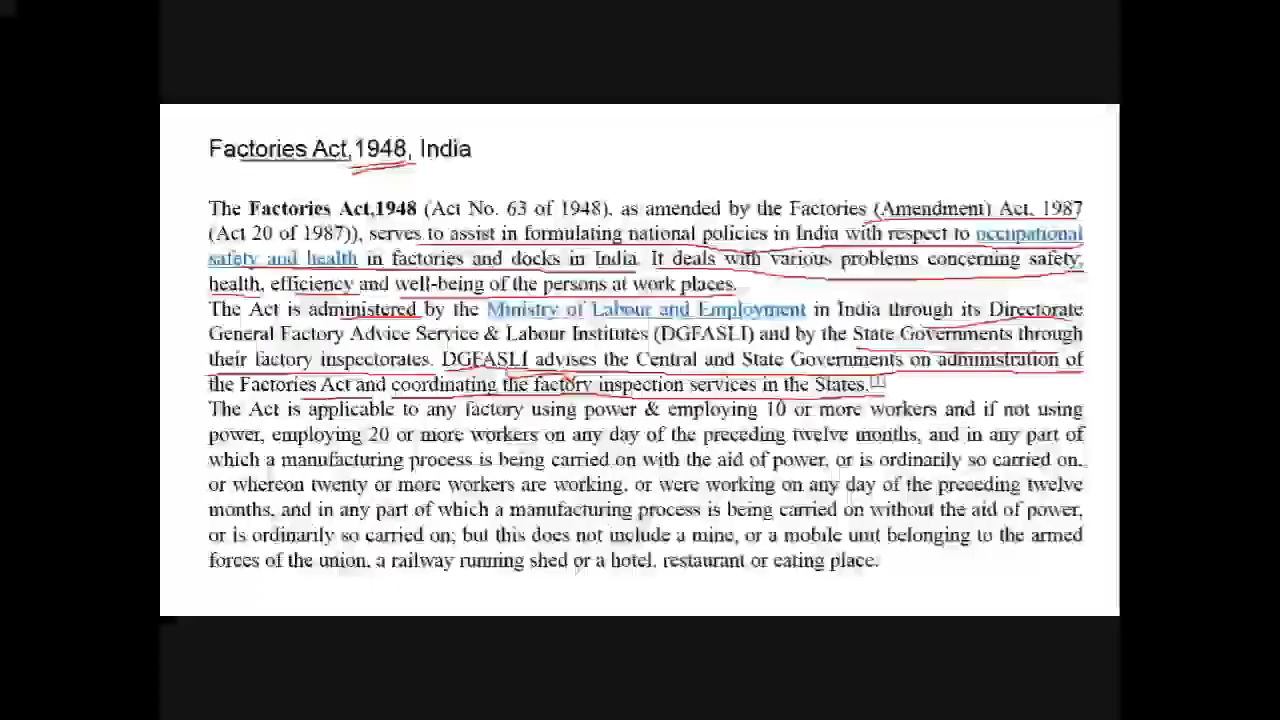 Factories Act,1948, India
The Factories Act,1948 (Act No. 63 of 1948), as amended by the Factories (Amendment) Act, 1987
(Act 20 of 1987)), serves to assist in formulating national policies in India with respect to occupational
safety and health in factories and docks in India. It deals with various problems concerning safety,
health, efficiency and well-being of the persons at work places.
The Act is administered by the Ministry of Labour and Employment in India through its Directorate
General Factory Advice Service & Labour Institutes (DGFASLI) and by the State Governments through
their factory inspectorates. DGFASLI advises the Central and State Governments on administration of
the Factories Act and coordinating the factory inspection services in the States.[1]
The Act is applicable to any factory using power & employing 10 or more workers and if not using
power, employing 20 or more workers on any day of the preceding twelve months, and in any part of
which a manufacturing process is being carried on with the aid of power, or is ordinarily so carried on,
or whereon twenty or more workers are working, or were working on any day of the preceding twelve
months, and in any part of which a manufacturing process is being carried on without the aid of power,
or is ordinarily so carried on; but this does not include a mine, or a mobile unit belonging to the armed
forces of the union, a railway running shed or a hotel, restaurant or eating place.